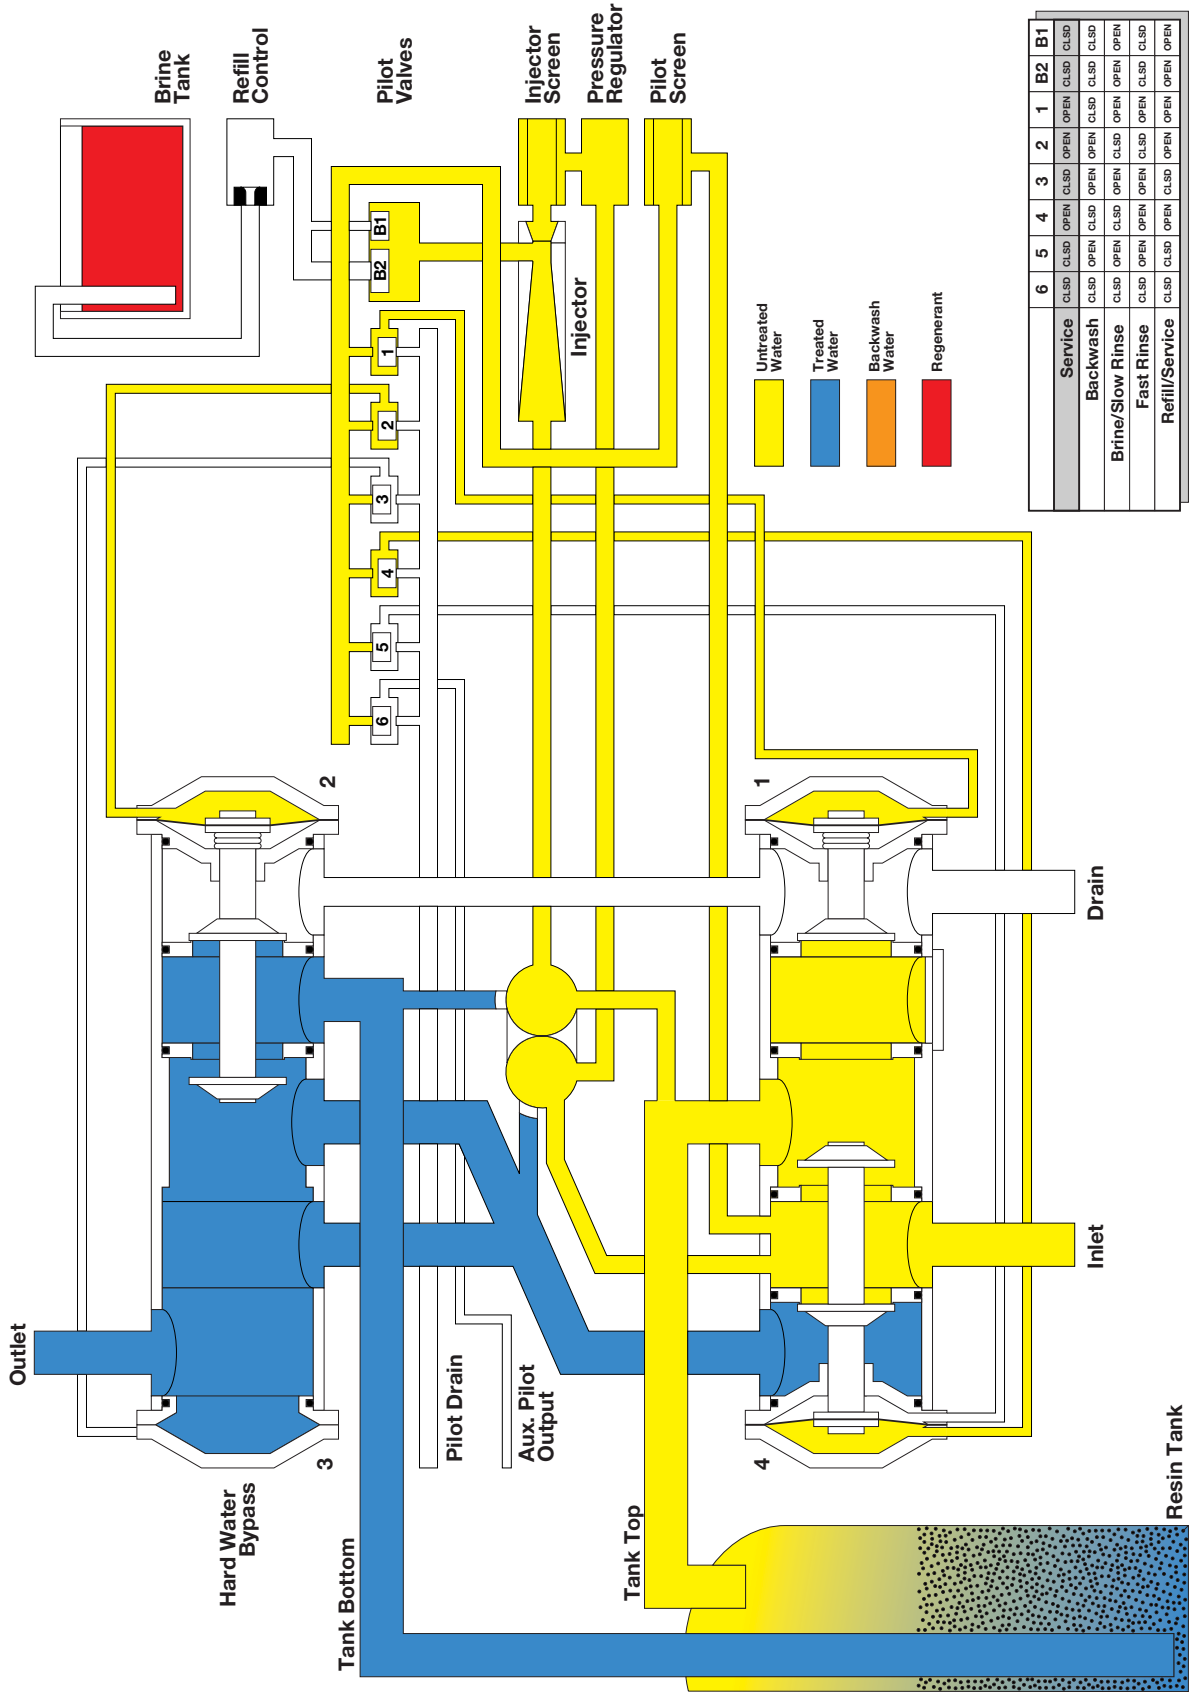 Outlet
Brine
Tank
Refill
Control
Hard Water
Bypass
3
2
Pilot
Valves
6
5
4
3
2
1
B2
B1
Tank Bottom
Pilot Drain
Aux. Pilot
Output
Injector
Injector
Screen
Pressure
Regulator
Pilot
Screen
Tank Top
4
1
Untreated
Water
Treated
Water
Backwash
Water
Regenerant
Inlet
Drain
Resin Tank
6 5 4 3 2 1 B2 B1
Service CLSD CLSD OPEN CLSD OPEN OPEN CLSD CLSD
Backwash CLSD OPEN CLSD OPEN OPEN CLSD CLSD CLSD
Brine/Slow Rinse CLSD OPEN CLSD OPEN CLSD OPEN OPEN OPEN
Fast Rinse CLSD OPEN OPEN OPEN CLSD OPEN CLSD CLSD
Refill/Service CLSD CLSD OPEN CLSD OPEN OPEN OPEN OPEN